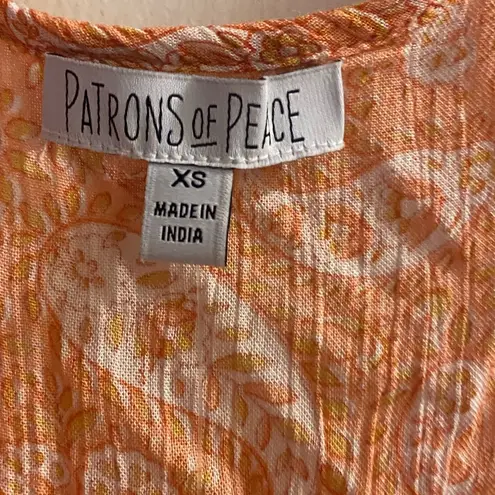 PATRONS OF PEACE
XS
MADE IN
INDIA